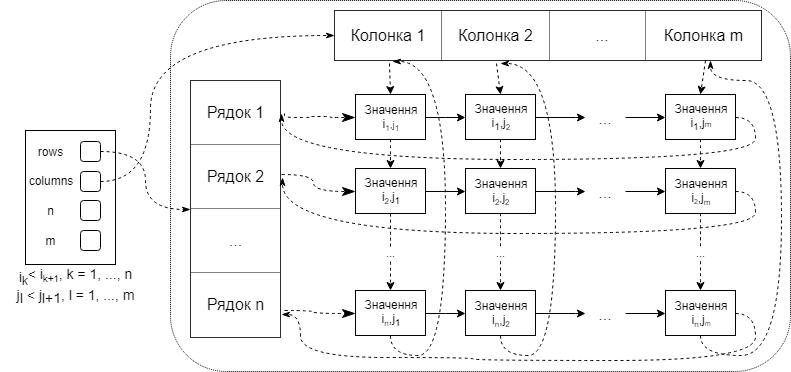 Колонка 1
Колонка 2
...
Колонка m
Рядок 1
Значення
i₁,j₁
Значення
i₁,j₂
...
Значення
i₁,jₘ
rows
columns
n
m
Рядок 2
Значення
i₂,j₁
Значення
i₂,j₂
...
Значення
i₂,jₘ
...
...
...
...
iₖ< iₖ₊₁, k = 1, ..., n
jₗ < jₗ₊₁, l = 1, ..., m
Рядок n
Значення
iₙ,j₁
Значення
iₙ,j₂
...
Значення
iₙ,jₘ